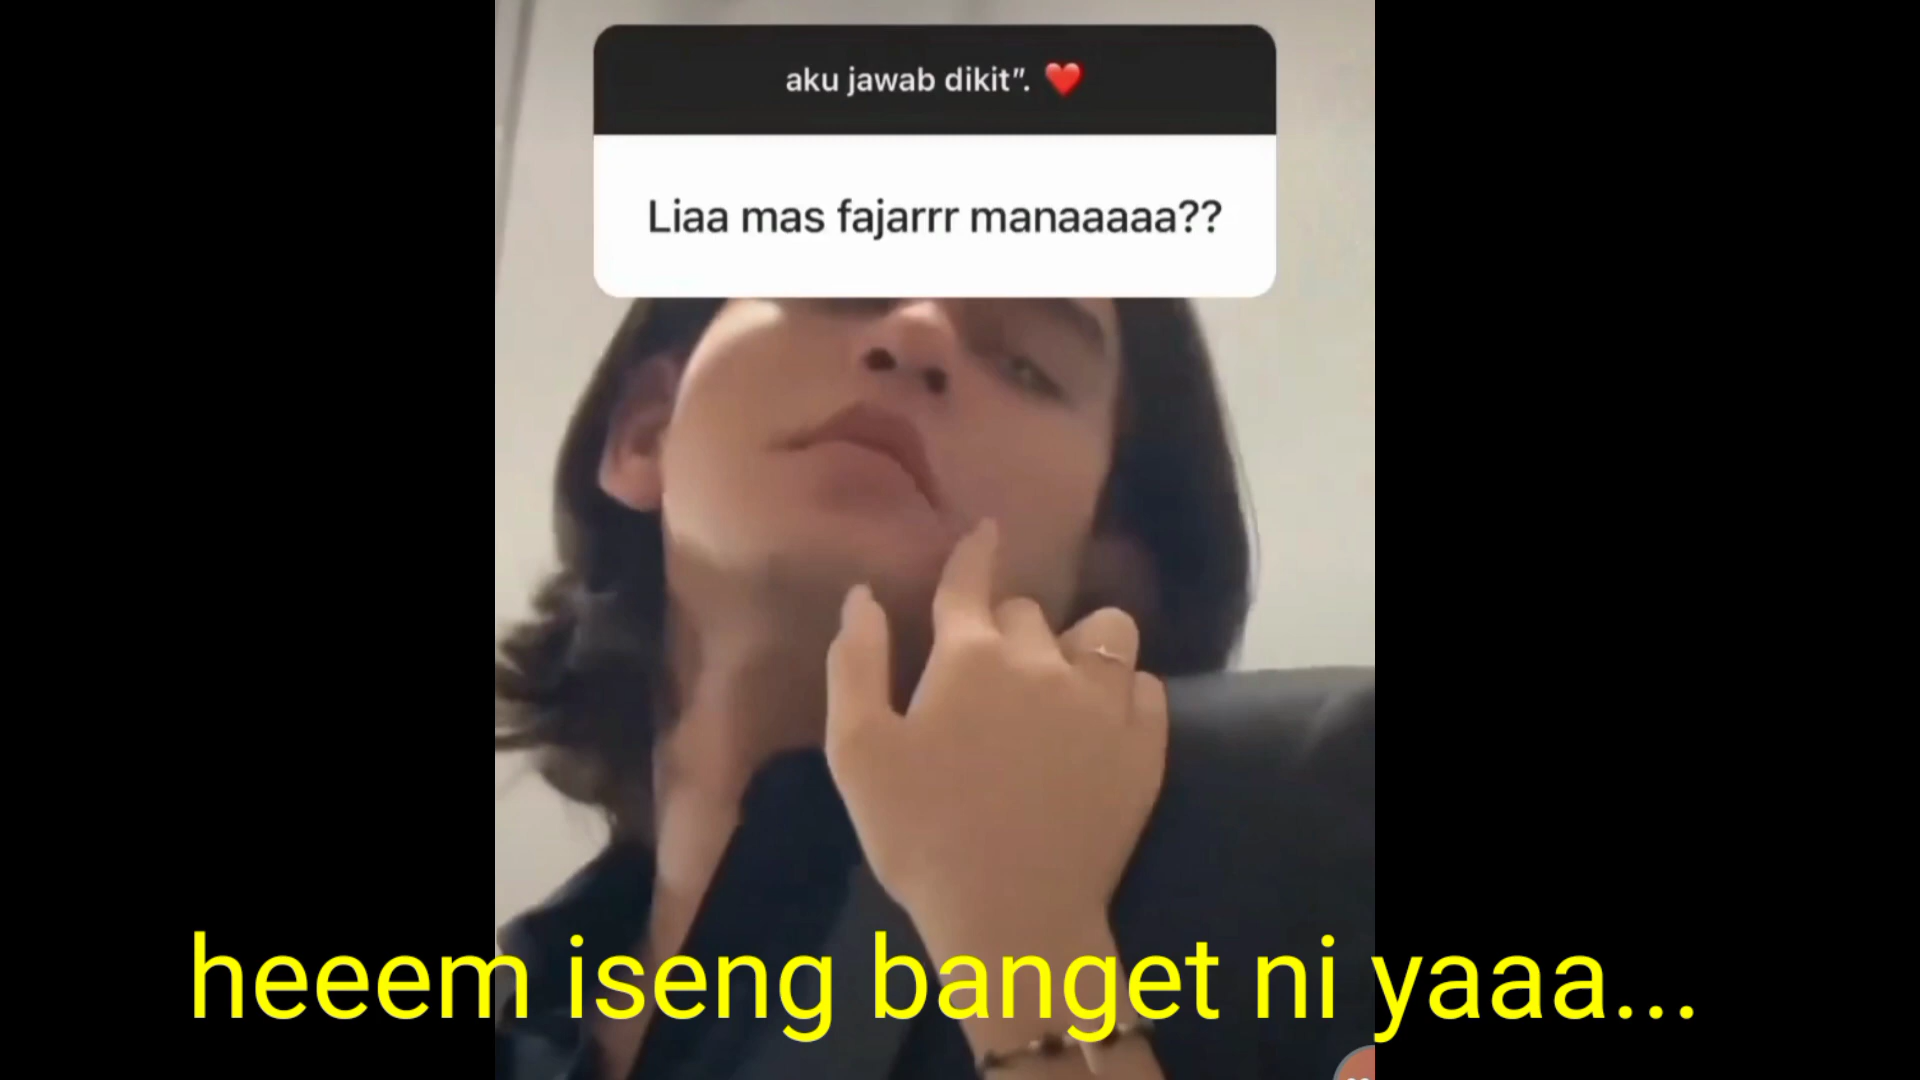 aku jawab dikit”. ❤️
Liaa mas fajarrr manaaaaa??
heeem iseng banget ni yaaa...